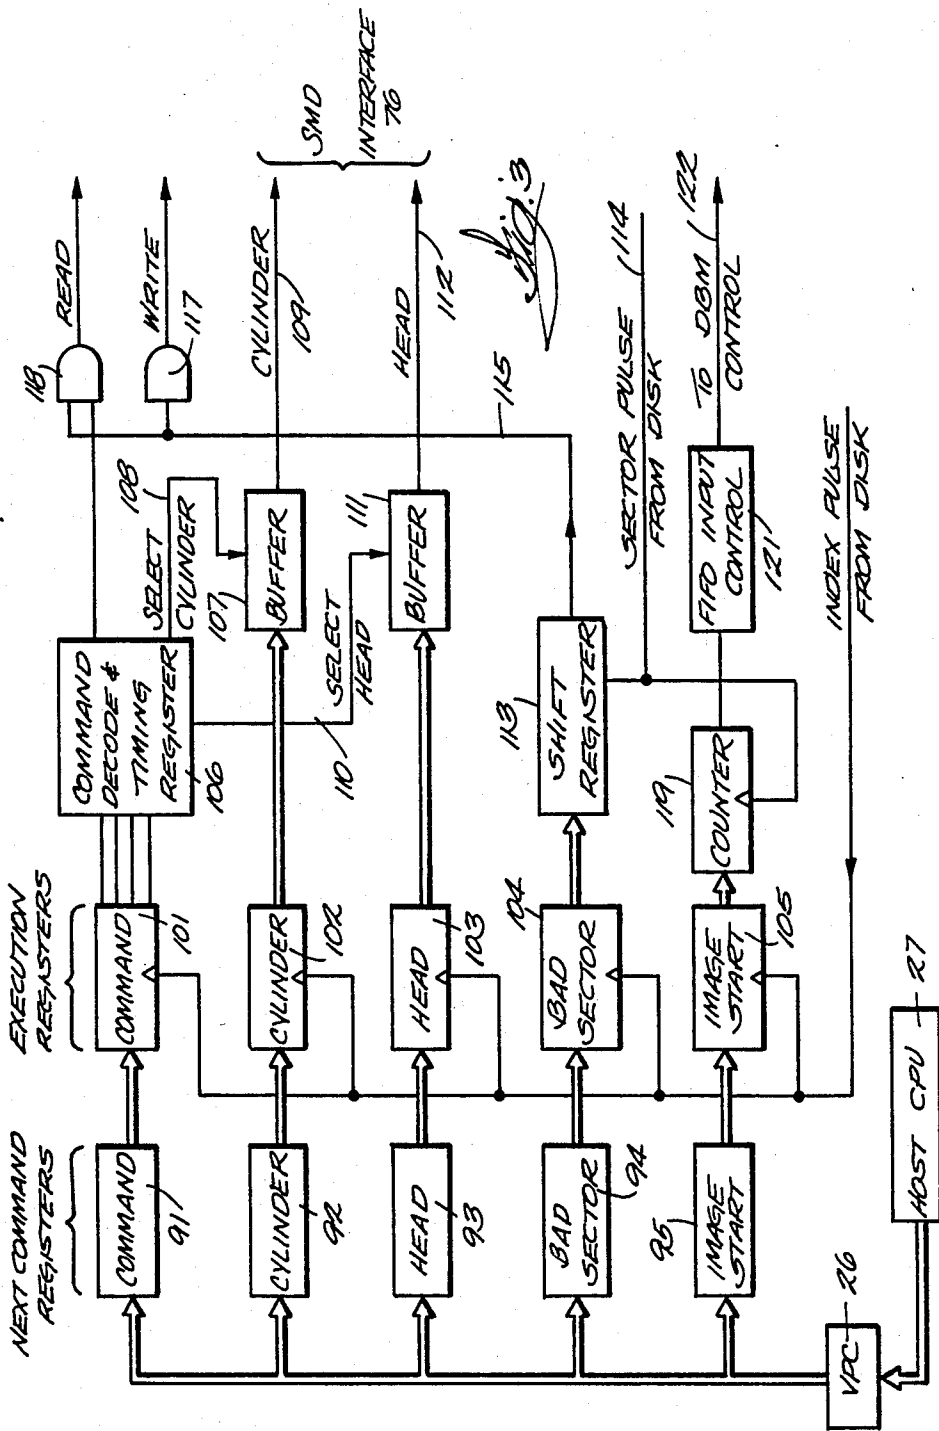 NEXT COMMAND
REGISTERS
EXECUTION
REGISTERS
COMMAND
91
COMMAND
101
COMMAND
DECODE &
TIMING
REGISTER
106
118
READ
WRITE
117
SELECT
CYLINDER
108
CYLINDER
92
CYLINDER
102
107
BUFFER
CYLINDER
109
SMD
INTERFACE
76
110
SELECT
HEAD
HEAD
93
HEAD
103
111
BUFFER
HEAD
112
115
Fig. 3
BAD
SECTOR
94
104
BAD
SECTOR
113
SHIFT
REGISTER
SECTOR PULSE
FROM DISK
114
95
IMAGE
START
IMAGE
START
105
119
COUNTER
FIFO INPUT
CONTROL
121
TO DBM
CONTROL
122
INDEX PULSE
FROM DISK
VPC
26
HOST CPU
27